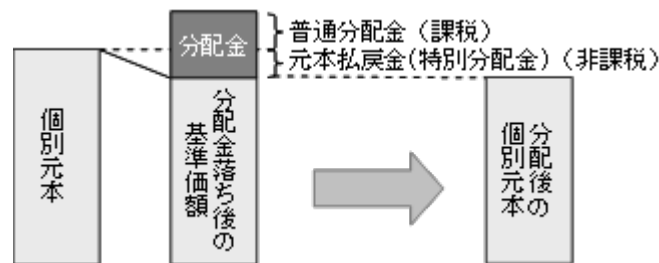 分配金
普通分配金（課税）
元本払戻金(特別分配金)（非課税）
個別元本
分配金落ち後の
基準価額
分配後の
個別元本